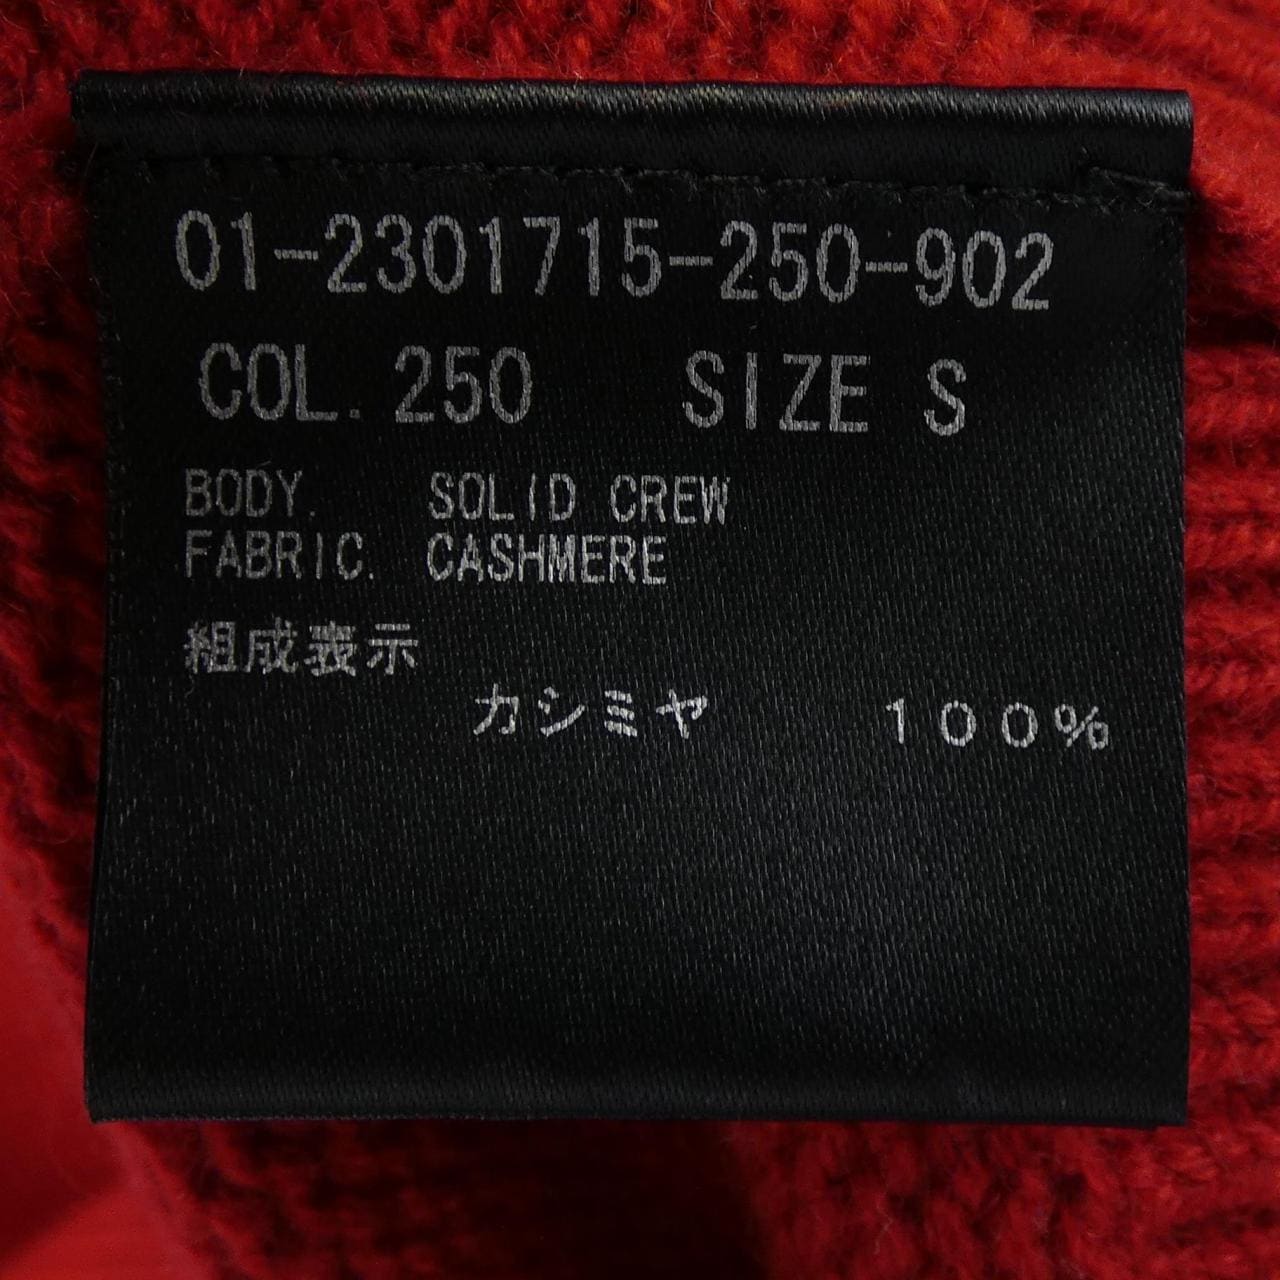 01-2301715-250-902
COL. 250 SIZE S
BODY. SOLID CREW
FABRIC. CASHMERE
組成表示
カシミヤ 100%